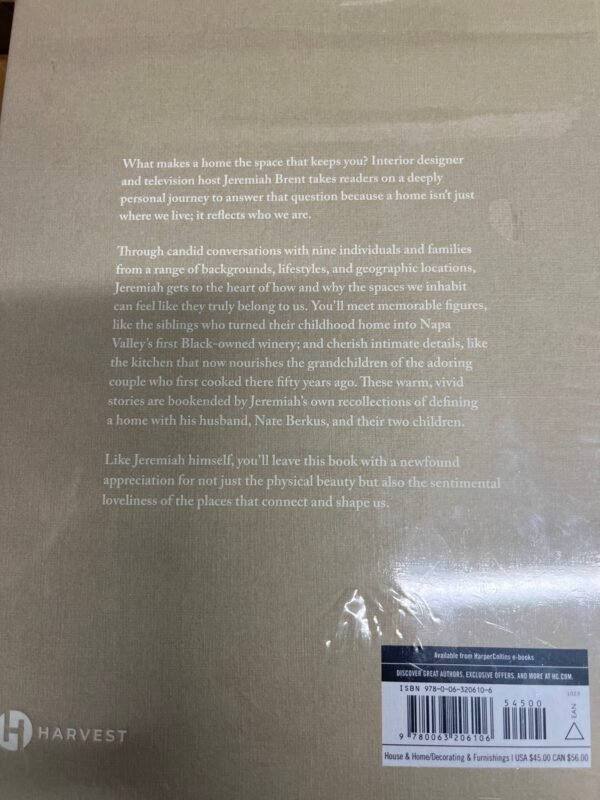 What makes a home the space that keeps you? Interior designer
and television host Jeremiah Brent takes readers on a deeply
personal journey to answer that question because a home isn't just
where we live; it reflects who we are.
Through candid conversations with nine individuals and families
from a range of backgrounds, lifestyles, and geographic locations,
Jeremiah gets to the heart of how and why the spaces we inhabit
can feel like they truly belong to us. You'll meet memorable figures,
like the siblings who turned their childhood home into Napa
Valley's first Black-owned winery; and cherish intimate details, like
the kitchen that now nourishes the grandchildren of the adoring
couple who first cooked there fifty years ago. These warm, vivid
stories are bookended by Jeremiah's own recollections of defining
a home with his husband, Nate Berkus, and their two children.
Like Jeremiah himself, you'll leave this book with a newfound
appreciation for not just the physical beauty but also the sentimental
loveliness of the places that connect and shape us.
Available from HarperCollins e-books
DISCOVER GREAT AUTHORS, EXCLUSIVE OFFERS, AND MORE AT HC.COM.
ISBN 978-0-06-320610-6
54500
1023
EAN
9 780063 206106
House & Home/Decorating & Furnishings | USA $45.00 CAN $56.00
H HARVEST